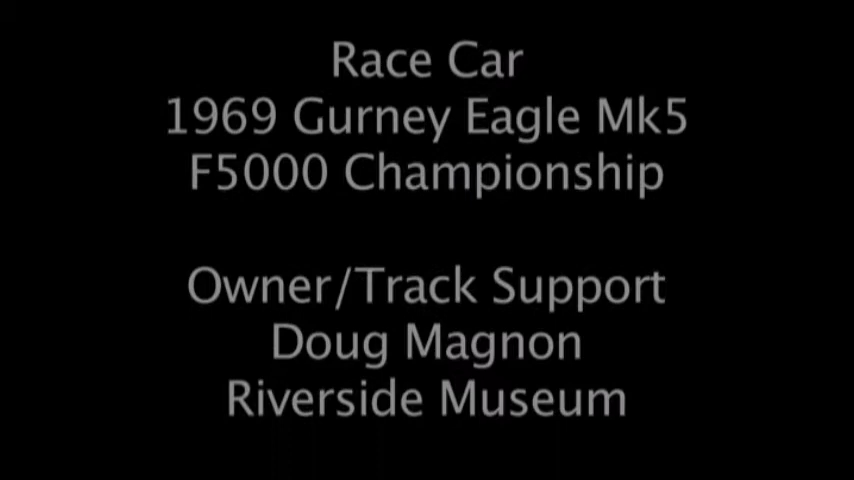 Race Car
1969 Gurney Eagle Mk5
F5000 Championship
Owner/Track Support
Doug Magnon
Riverside Museum